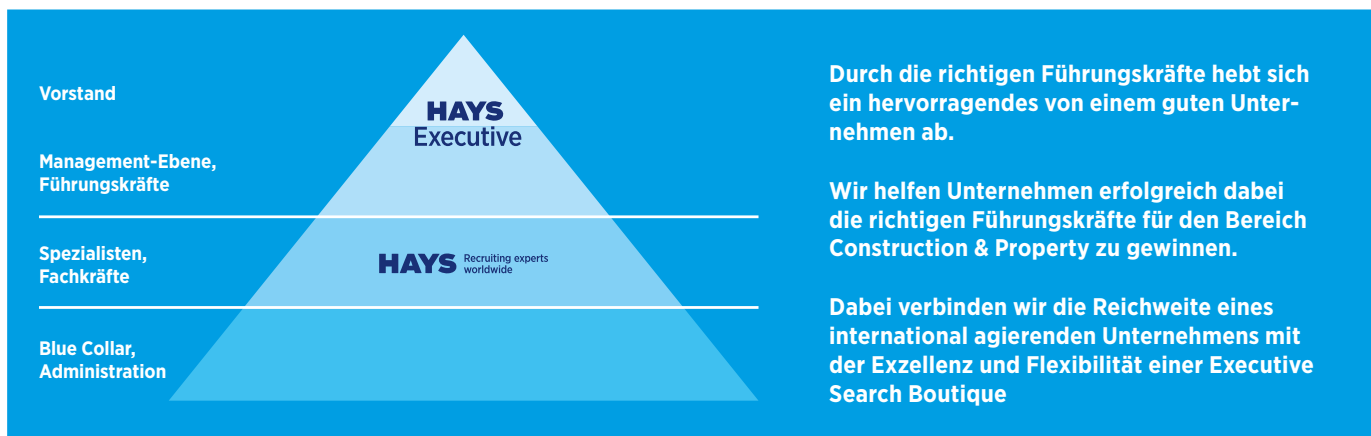 Vorstand
HAYS
Executive
Management-Ebene,
Führungskräfte
Spezialisten,
Fachkräfte
HAYS Recruiting experts
worldwide
Blue Collar,
Administration
Durch die richtigen Führungskräfte hebt sich
ein hervorragendes von einem guten Unter-
nehmen ab.
Wir helfen Unternehmen erfolgreich dabei
die richtigen Führungskräfte für den Bereich
Construction & Property zu gewinnen.
Dabei verbinden wir die Reichweite eines
international agierenden Unternehmens mit
der Exzellenz und Flexibilität einer Executive
Search Boutique